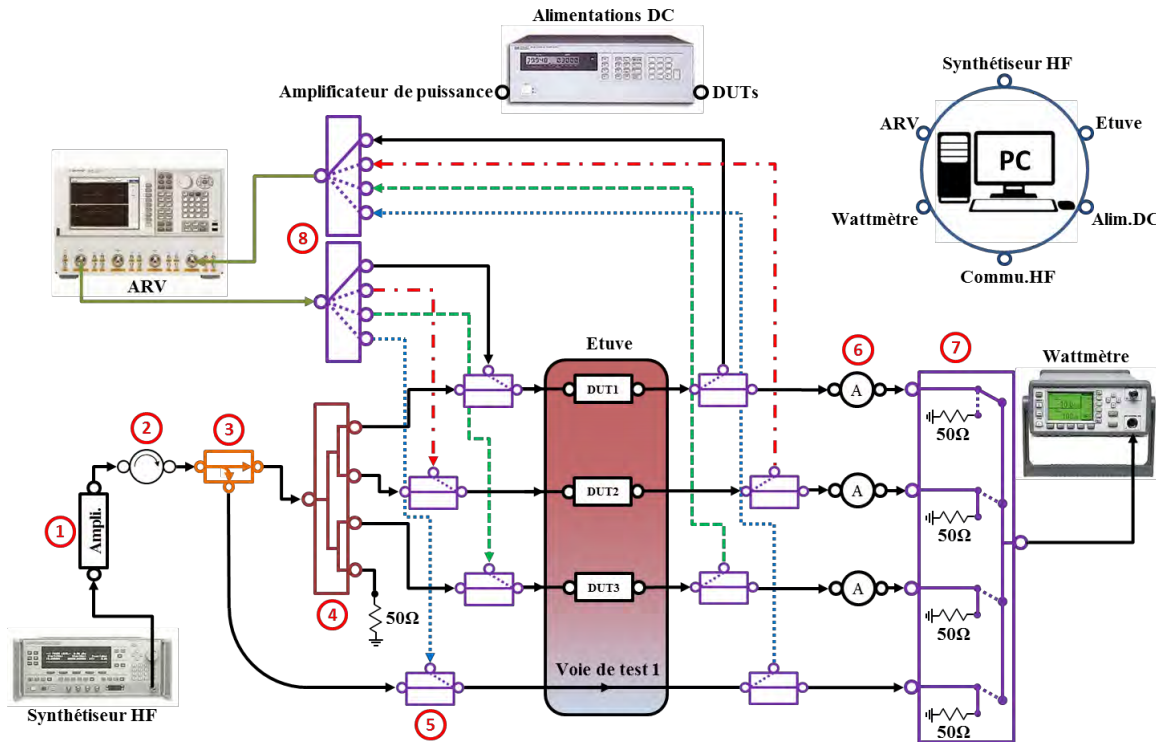 Alimentations DC
Amplificateur de puissance
DUTs
Synthétiseur HF
ARV
Etuve
PC
Wattmètre
Alim.DC
Commu.HF
ARV
8
Etuve
6
7
Wattmètre
DUT1
A
50Ω
2
3
1
Ampli.
DUT2
A
50Ω
DUT3
A
50Ω
4
50Ω
Voie de test 1
50Ω
5
Synthétiseur HF